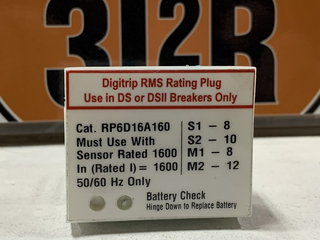 312R
Digitrip RMS Rating Plug
Use in DS or DSII Breakers Only
Cat. RP6D16A160
Must Use With
Sensor Rated 1600
In (Rated I)= 1600
50/60 Hz Only
S1 - 8
S2 - 10
M1 - 8
M2 - 12
Battery Check
Hinge Down to Replace Battery